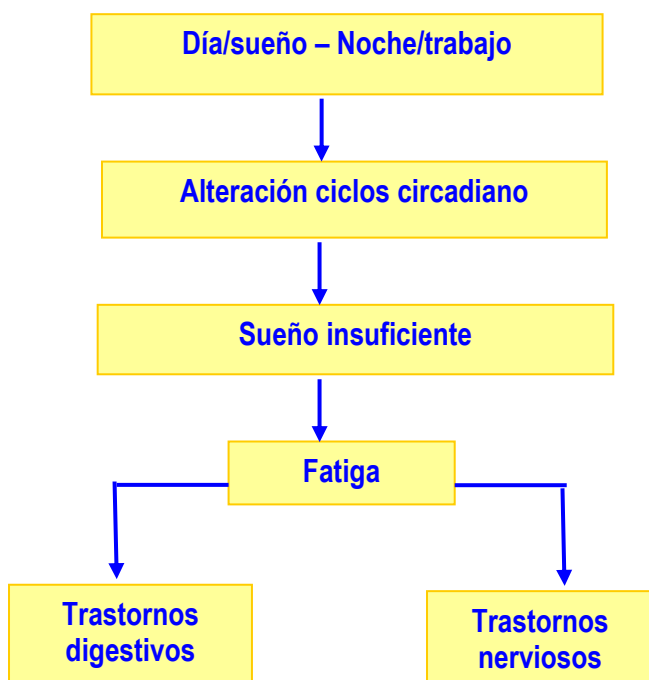 Día/sueño – Noche/trabajo
Alteración ciclos circadiano
Sueño insuficiente
Fatiga
Trastornos
digestivos
Trastornos
nerviosos